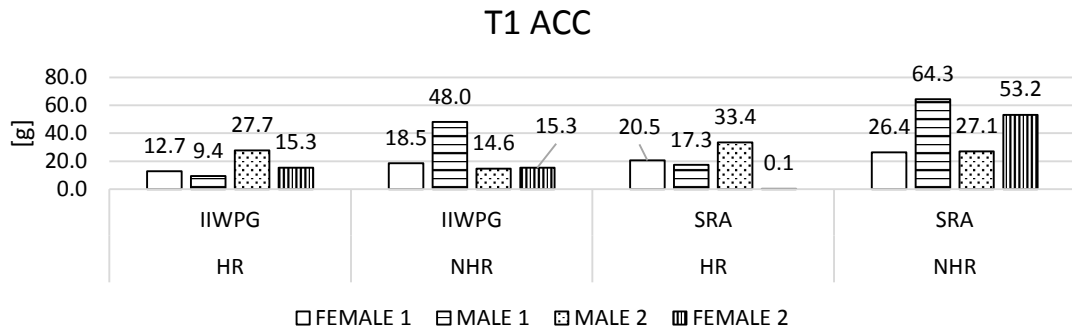 T1 ACC
[g]
80.0
60.0
40.0
20.0
0.0
12.7 9.4 27.7 15.3
18.5 48.0 14.6 15.3
20.5 17.3 33.4 0.1
26.4 64.3 27.1 53.2
IIWPG IIWPG SRA SRA
HR NHR HR NHR
FEMALE 1 MALE 1 MALE 2 FEMALE 2